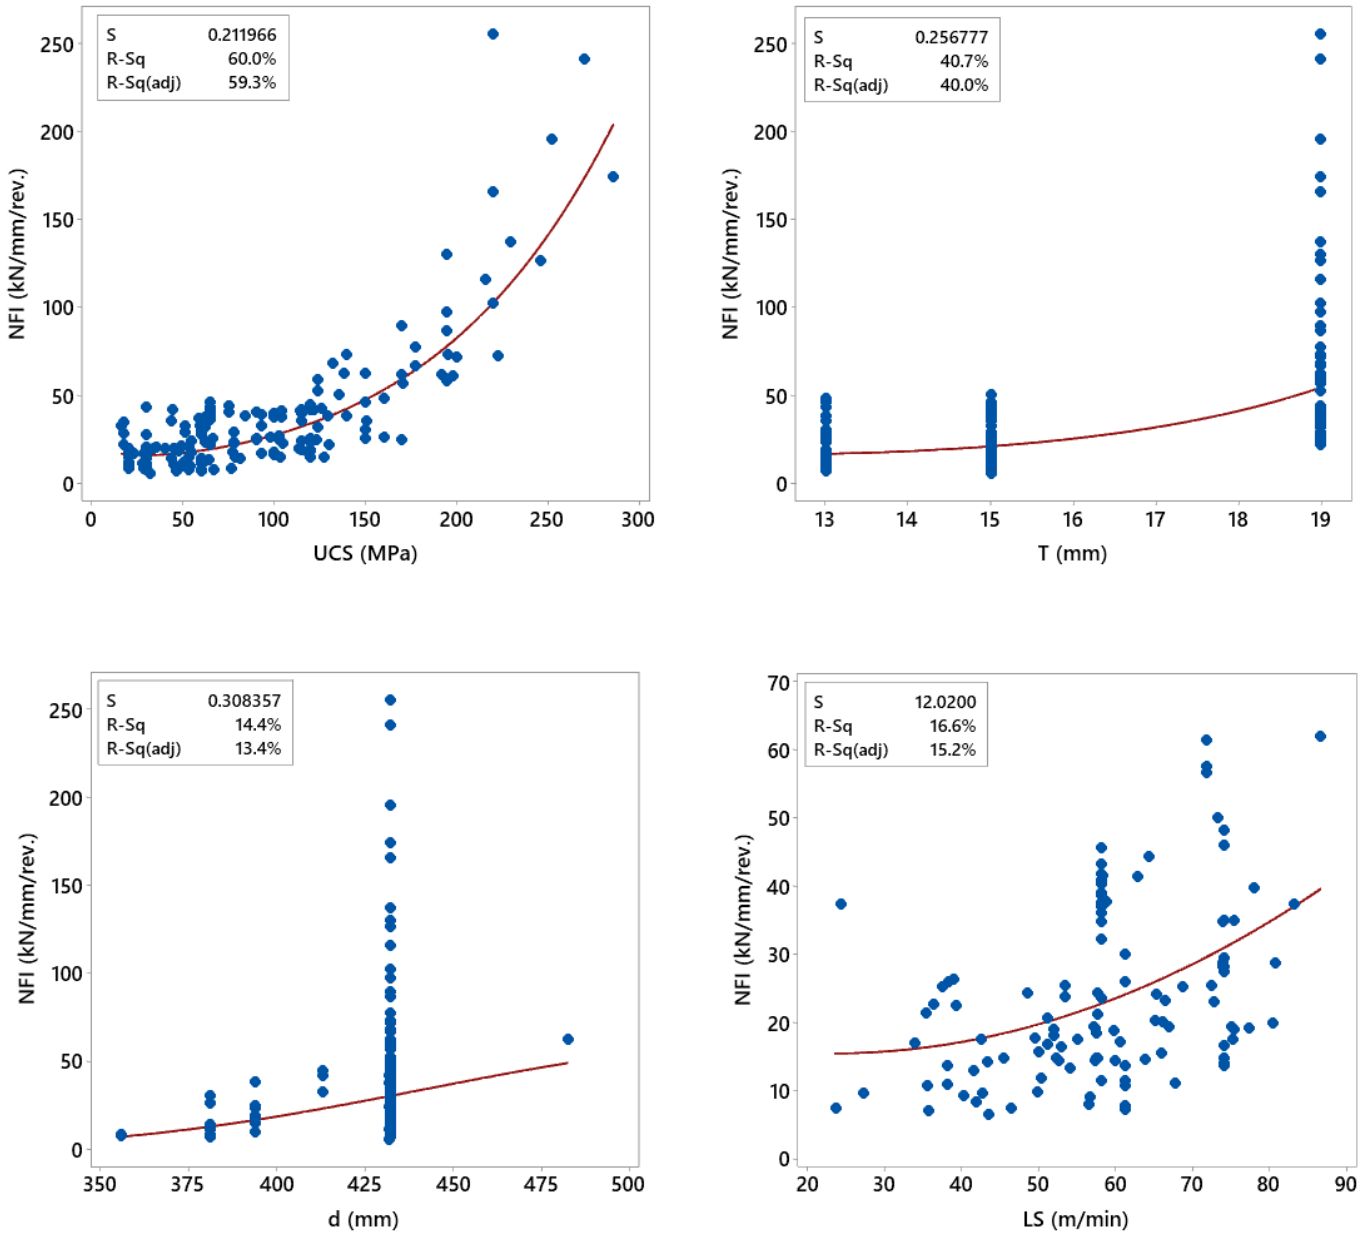 S 0.211966
R-Sq 60.0%
R-Sq(adj) 59.3%
250
200
150
100
50
0
NFI (kN/mm/rev.)
0 50 100 150 200 250 300
UCS (MPa)
S 0.256777
R-Sq 40.7%
R-Sq(adj) 40.0%
250
200
150
100
50
0
NFI (kN/mm/rev.)
13 14 15 16 17 18 19
T (mm)
S 0.308357
R-Sq 14.4%
R-Sq(adj) 13.4%
250
200
150
100
50
0
NFI (kN/mm/rev.)
350 375 400 425 450 475 500
d (mm)
S 12.0200
R-Sq 16.6%
R-Sq(adj) 15.2%
70
60
50
40
30
20
10
0
NFI (kN/mm/rev.)
20 30 40 50 60 70 80 90
LS (m/min)